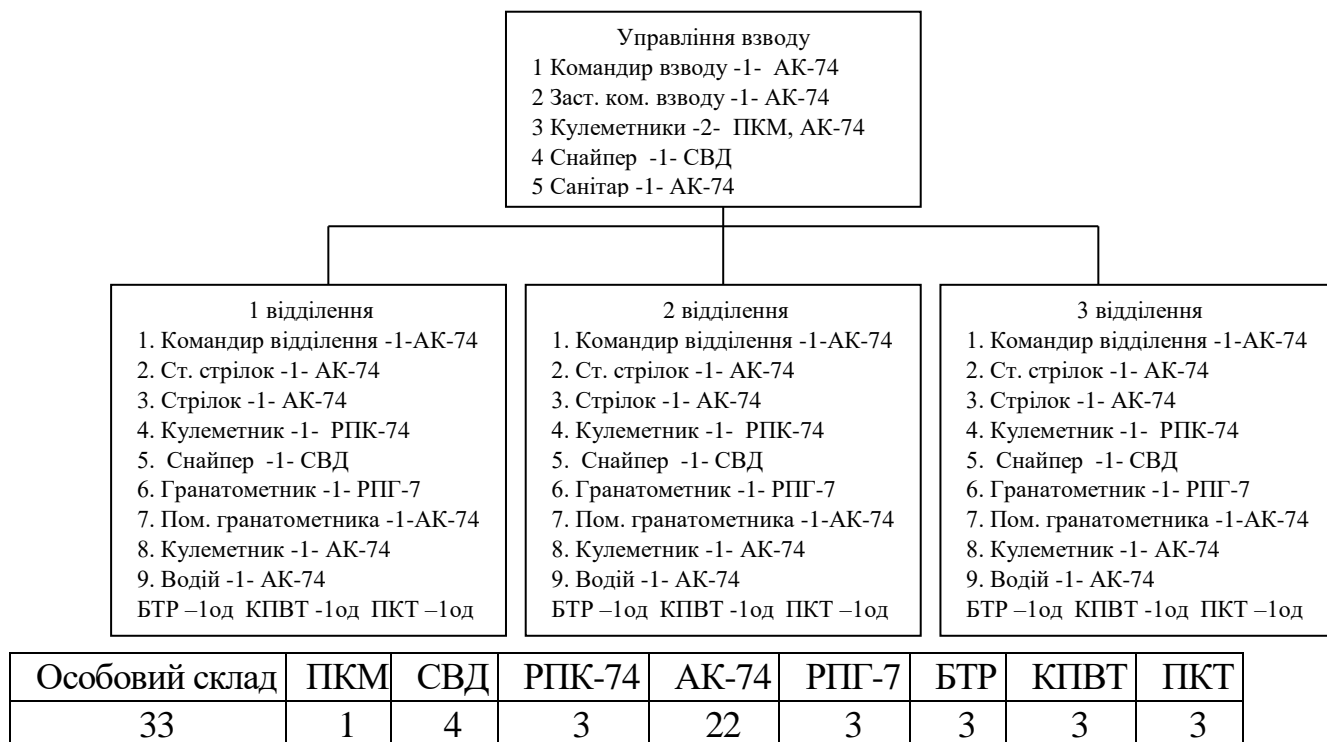 Управління взводу
1 Командир взводу -1- АК-74
2 Заст. ком. взводу -1- АК-74
3 Кулеметники -2- ПКМ, АК-74
4 Снайпер -1- СВД
5 Санітар -1- АК-74
1 відділення
1. Командир відділення -1-АК-74
2. Ст. стрілок -1- АК-74
3. Стрілок -1- АК-74
4. Кулеметник -1- РПК-74
5. Снайпер -1- СВД
6. Гранатометник -1- РПГ-7
7. Пом. гранатометника -1-АК-74
8. Кулеметник -1- АК-74
9. Водій -1- АК-74
БТР –1од КПВТ -1од ПКТ –1од
2 відділення
1. Командир відділення -1-АК-74
2. Ст. стрілок -1- АК-74
3. Стрілок -1- АК-74
4. Кулеметник -1- РПК-74
5. Снайпер -1- СВД
6. Гранатометник -1- РПГ-7
7. Пом. гранатометника -1-АК-74
8. Кулеметник -1- АК-74
9. Водій -1- АК-74
БТР –1од КПВТ -1од ПКТ –1од
3 відділення
1. Командир відділення -1-АК-74
2. Ст. стрілок -1- АК-74
3. Стрілок -1- АК-74
4. Кулеметник -1- РПК-74
5. Снайпер -1- СВД
6. Гранатометник -1- РПГ-7
7. Пом. гранатометника -1-АК-74
8. Кулеметник -1- АК-74
9. Водій -1- АК-74
БТР –1од КПВТ -1од ПКТ –1од
Особовий склад ПКМ СВД РПК-74 АК-74 РПГ-7 БТР КПВТ ПКТ
33 1 4 3 22 3 3 3 3